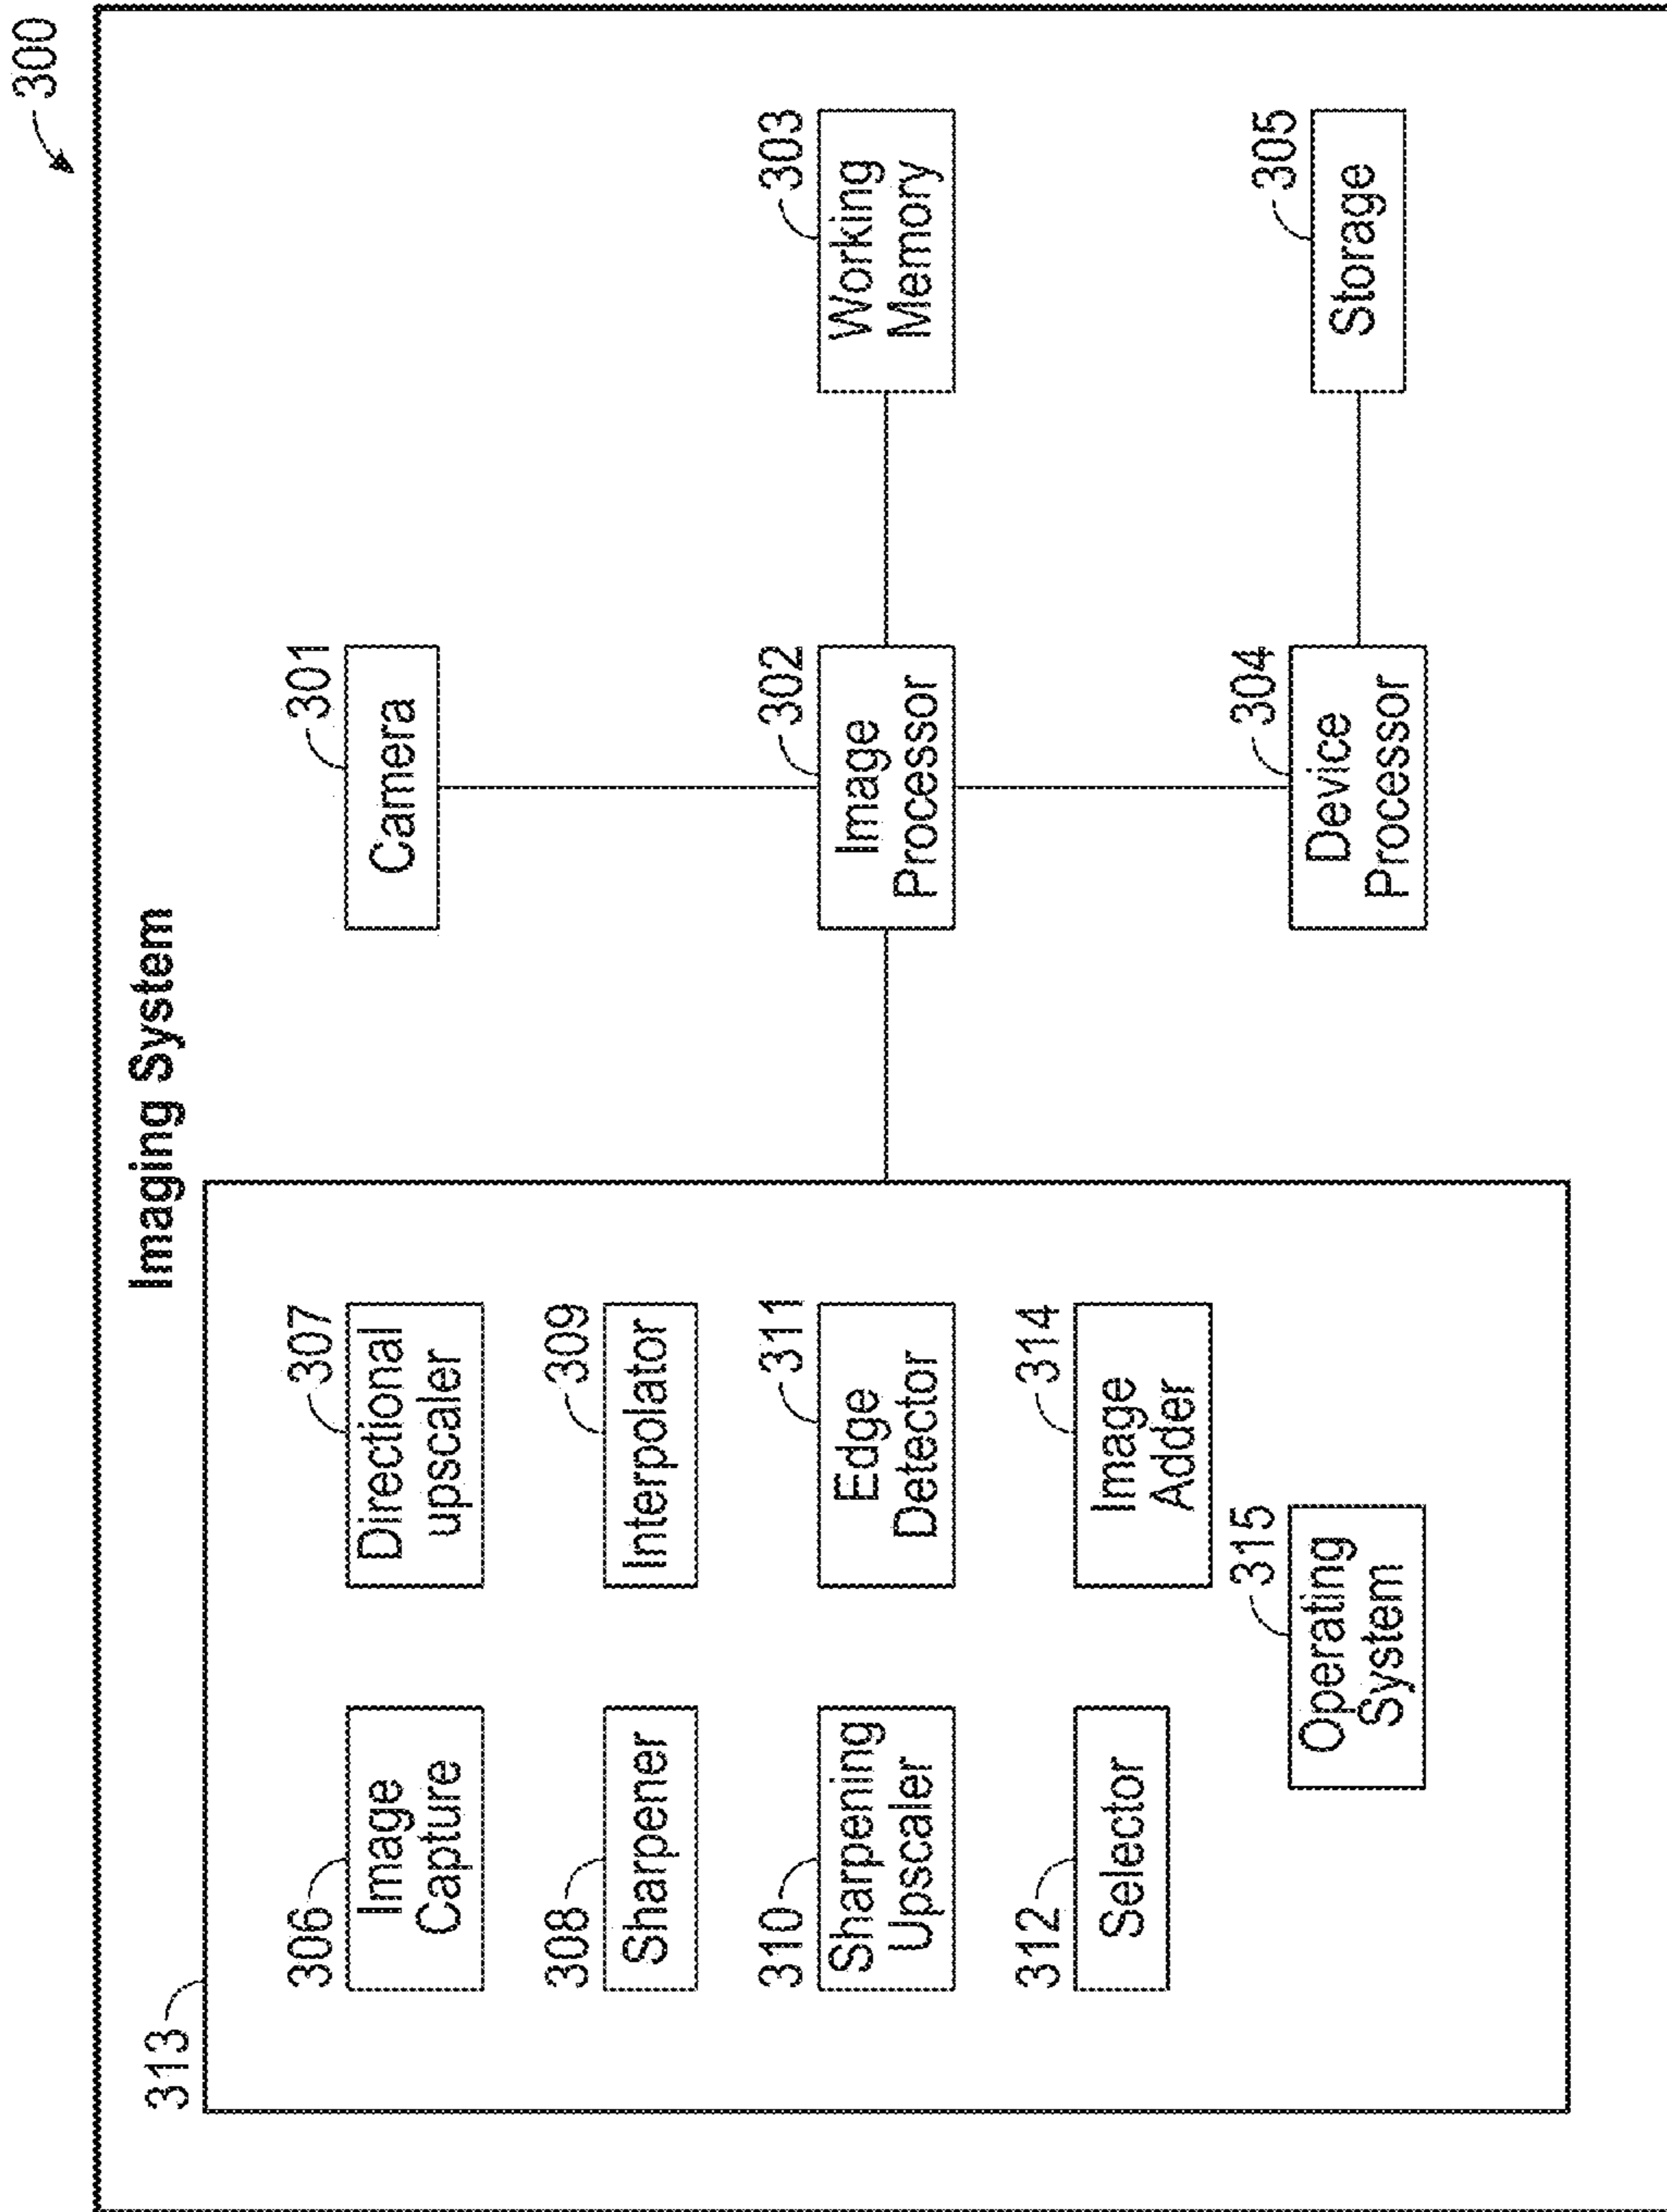 300
Imaging System
313
306
Image
Capture
307
Directional
upscaler
301
Camera
308
Sharpener
309
Interpolator
310
Sharpening
Upscaler
311
Edge
Detector
302
Image
Processor
303
Working
Memory
312
Selector
314
Image
Adder
315
Operating
System
304
Device
Processor
305
Storage